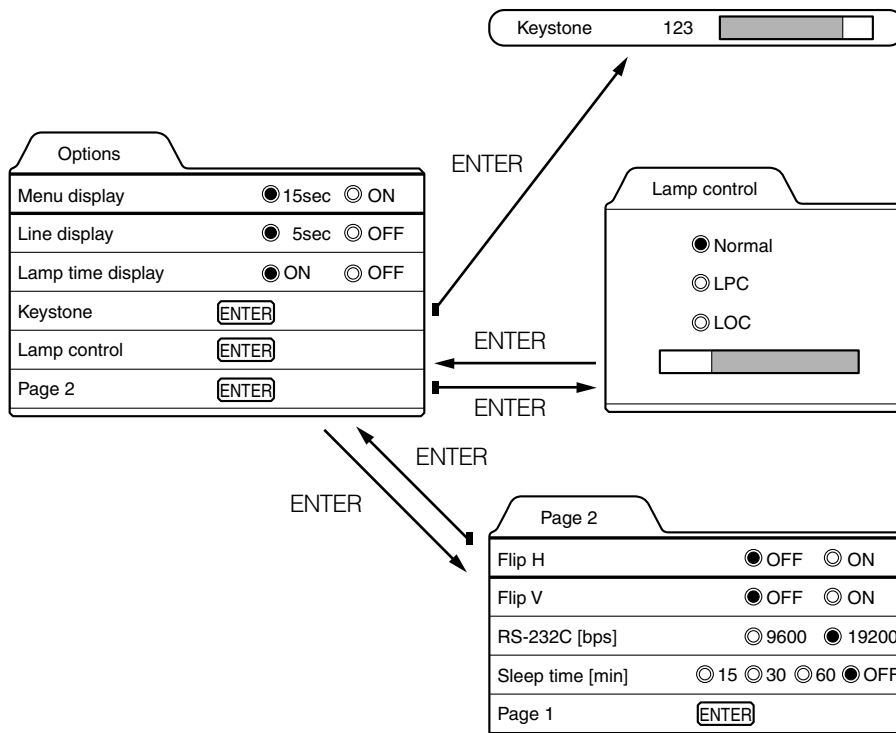 Keystone 123
Options
ENTER
Menu display 15sec ON
Line display 5sec OFF
Lamp time display ON OFF
Keystone ENTER
Lamp control ENTER
Page 2 ENTER
Lamp control
Normal
LPC
LOC
ENTER
ENTER
ENTER
ENTER
Page 2
Flip H OFF ON
Flip V OFF ON
RS-232C [bps] 9600 19200
Sleep time [min] 15 30 60 OFF
Page 1 ENTER